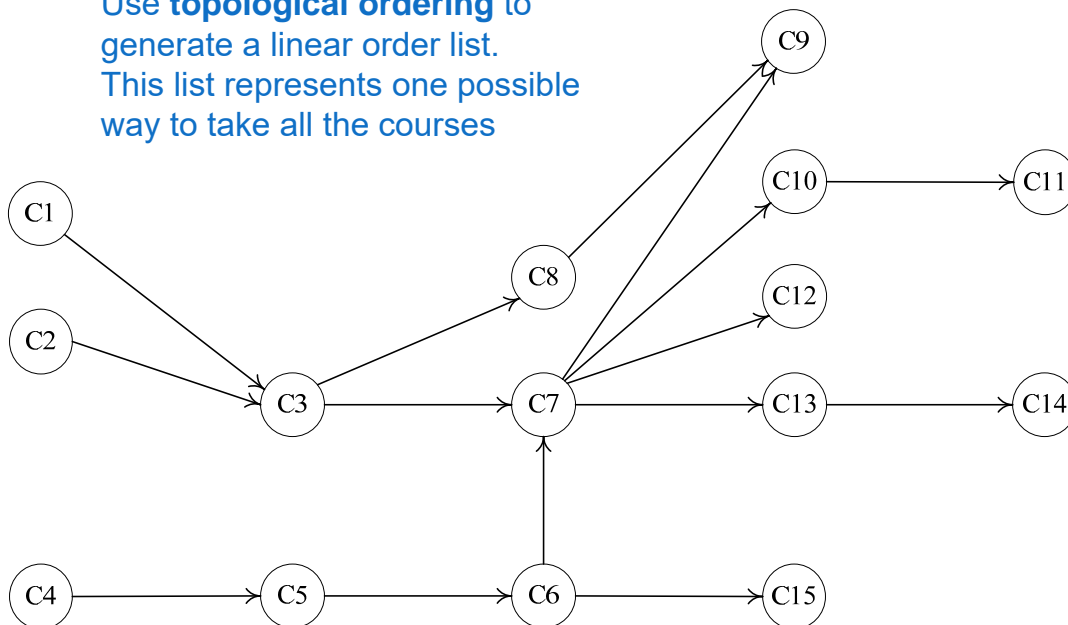 Use topological ordering to
generate a linear order list.
This list represents one possible
way to take all the courses
C9
C10
C11
C1
C8
C12
C2
C3
C7
C13
C14
C4
C5
C6
C15